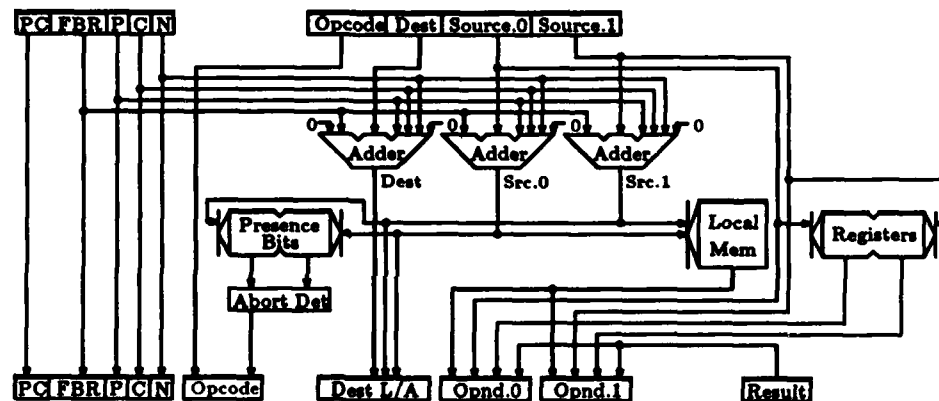 PC FBR P C N Opcode Dest Source.0 Source.1
0 0 0 0
Adder Adder Adder
Dest Src.0 Src.1
Presence Bits
Local Mem
Registers
Abort Det
PC FBR P C N Opcode Dest L/A Opnd.0 Opnd.1 Result